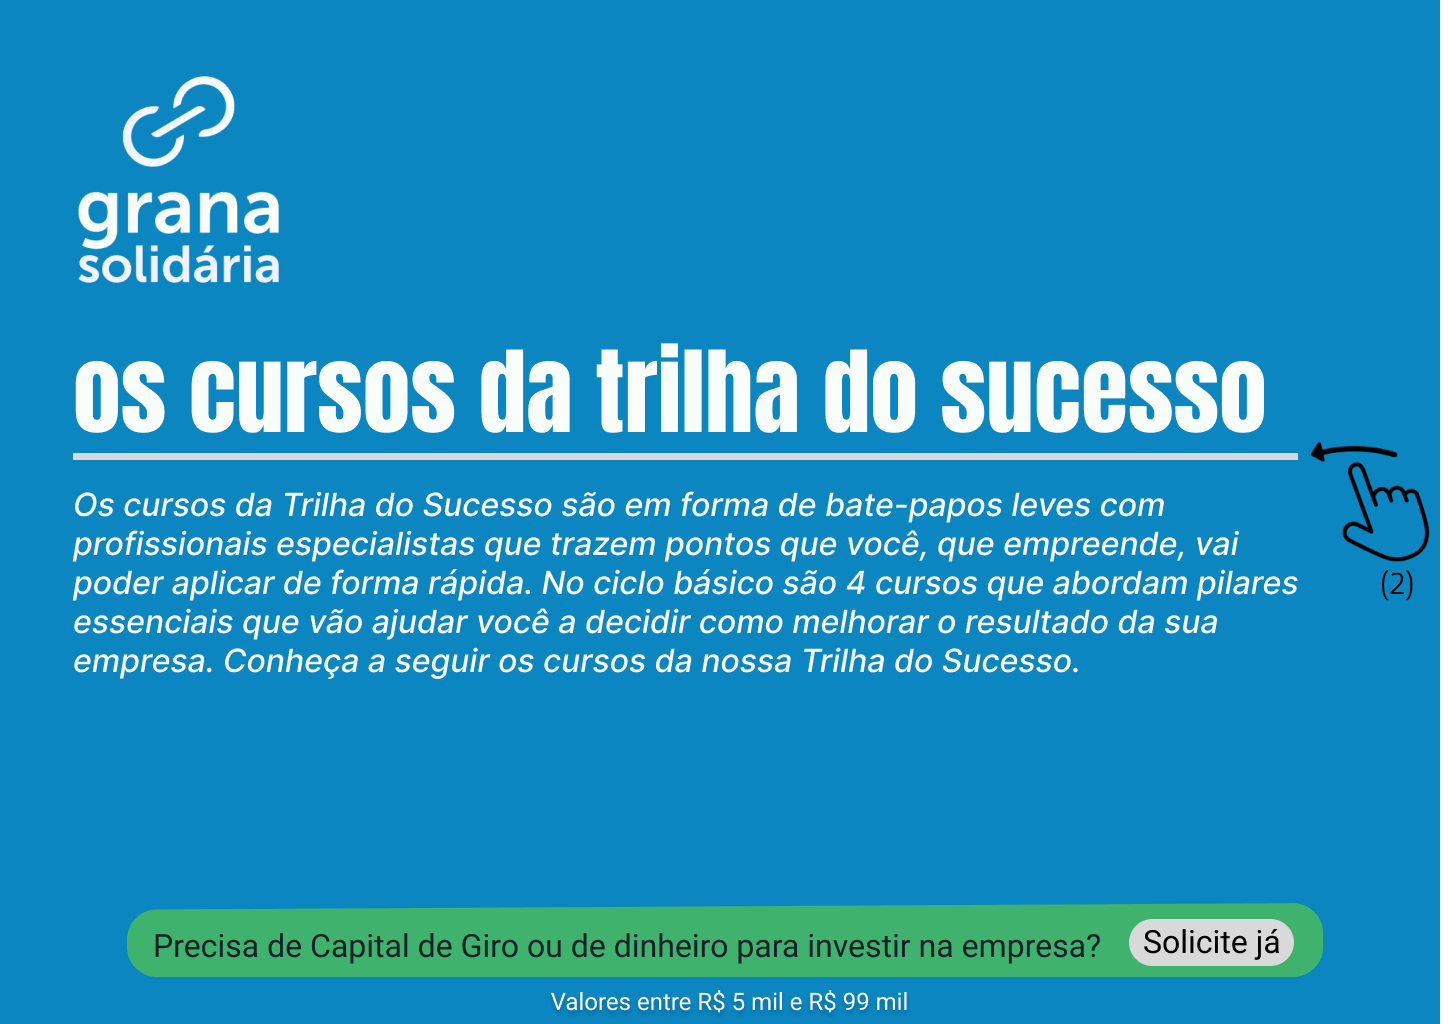 grana
solidária
os cursos da trilha do sucesso
Os cursos da Trilha do Sucesso são em forma de bate-papos leves com
profissionais especialistas que trazem pontos que você, que empreende, vai
poder aplicar de forma rápida. No ciclo básico são 4 cursos que abordam pilares
essenciais que vão ajudar você a decidir como melhorar o resultado da sua
empresa. Conheça a seguir os cursos da nossa Trilha do Sucesso.
(2)
Precisa de Capital de Giro ou de dinheiro para investir na empresa? Solicite já
Valores entre R$ 5 mil e R$ 99 mil